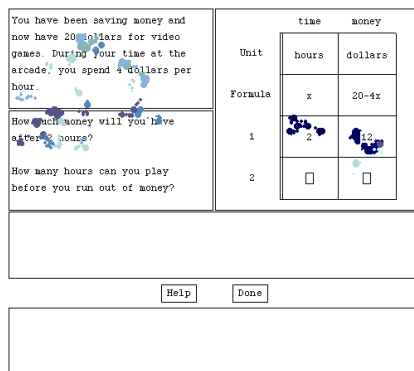 You have been saving money and
now have 20 dollars for video
games. During your time at the
arcade, you spend 4 dollars per
hour.
How much money will you have
after 2 hours?
How many hours can you play
before you run out of money?
time money
Unit hours dollars
Formula x 20-4x
1 2 12
2
Help Done